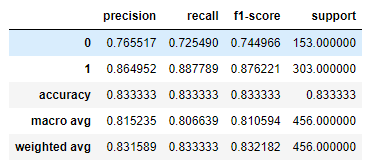 precision recall f1-score support
0 0.765517 0.725490 0.744966 153.000000
1 0.864952 0.887789 0.876221 303.000000
accuracy 0.833333 0.833333 0.833333 0.833333
macro avg 0.815235 0.806639 0.810594 456.000000
weighted avg 0.831589 0.833333 0.832182 456.000000